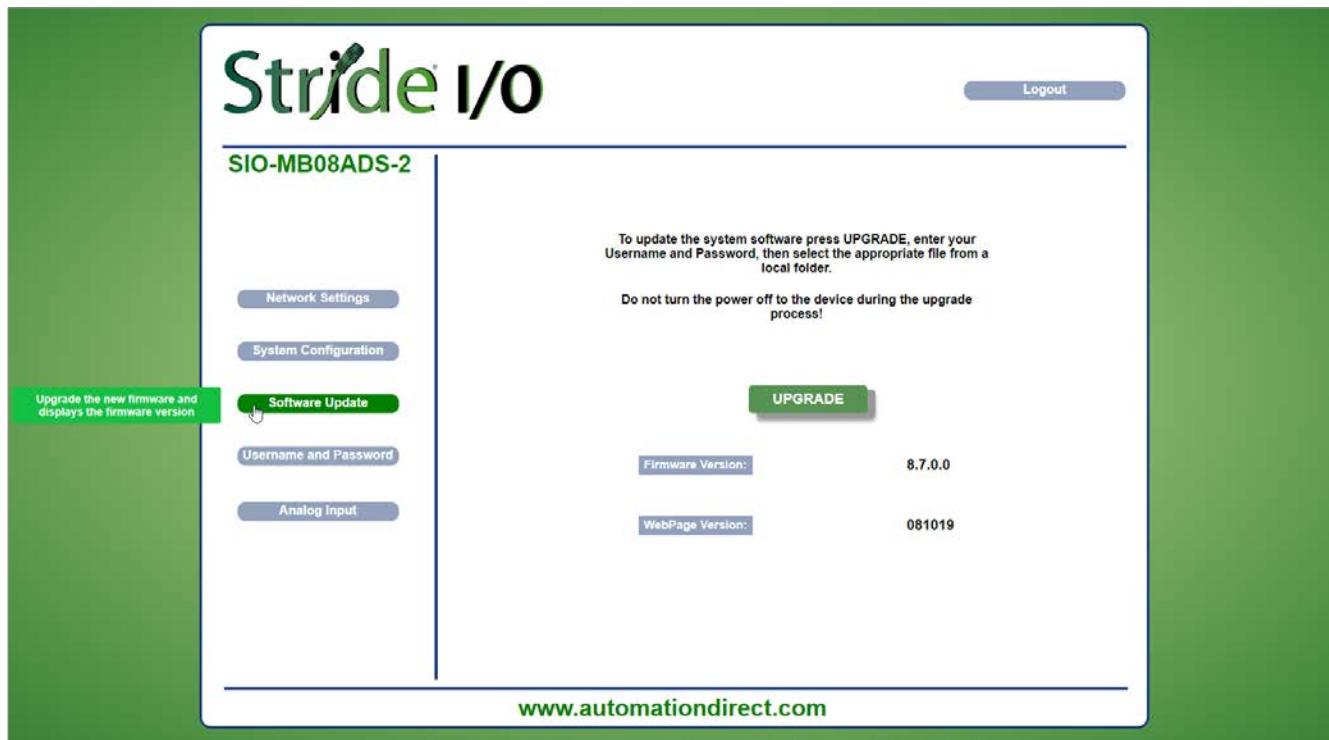 Stride I/O
Logout
SIO-MB08ADS-2
To update the system software press UPGRADE, enter your
Username and Password, then select the appropriate file from a
local folder.
Do not turn the power off to the device during the upgrade
process!
Network Settings
System Configuration
Upgrade the new firmware and
displays the firmware version
Software Update
UPGRADE
Username and Password
Firmware Version:
8.7.0.0
Analog Input
WebPage Version:
081019
www.automationdirect.com